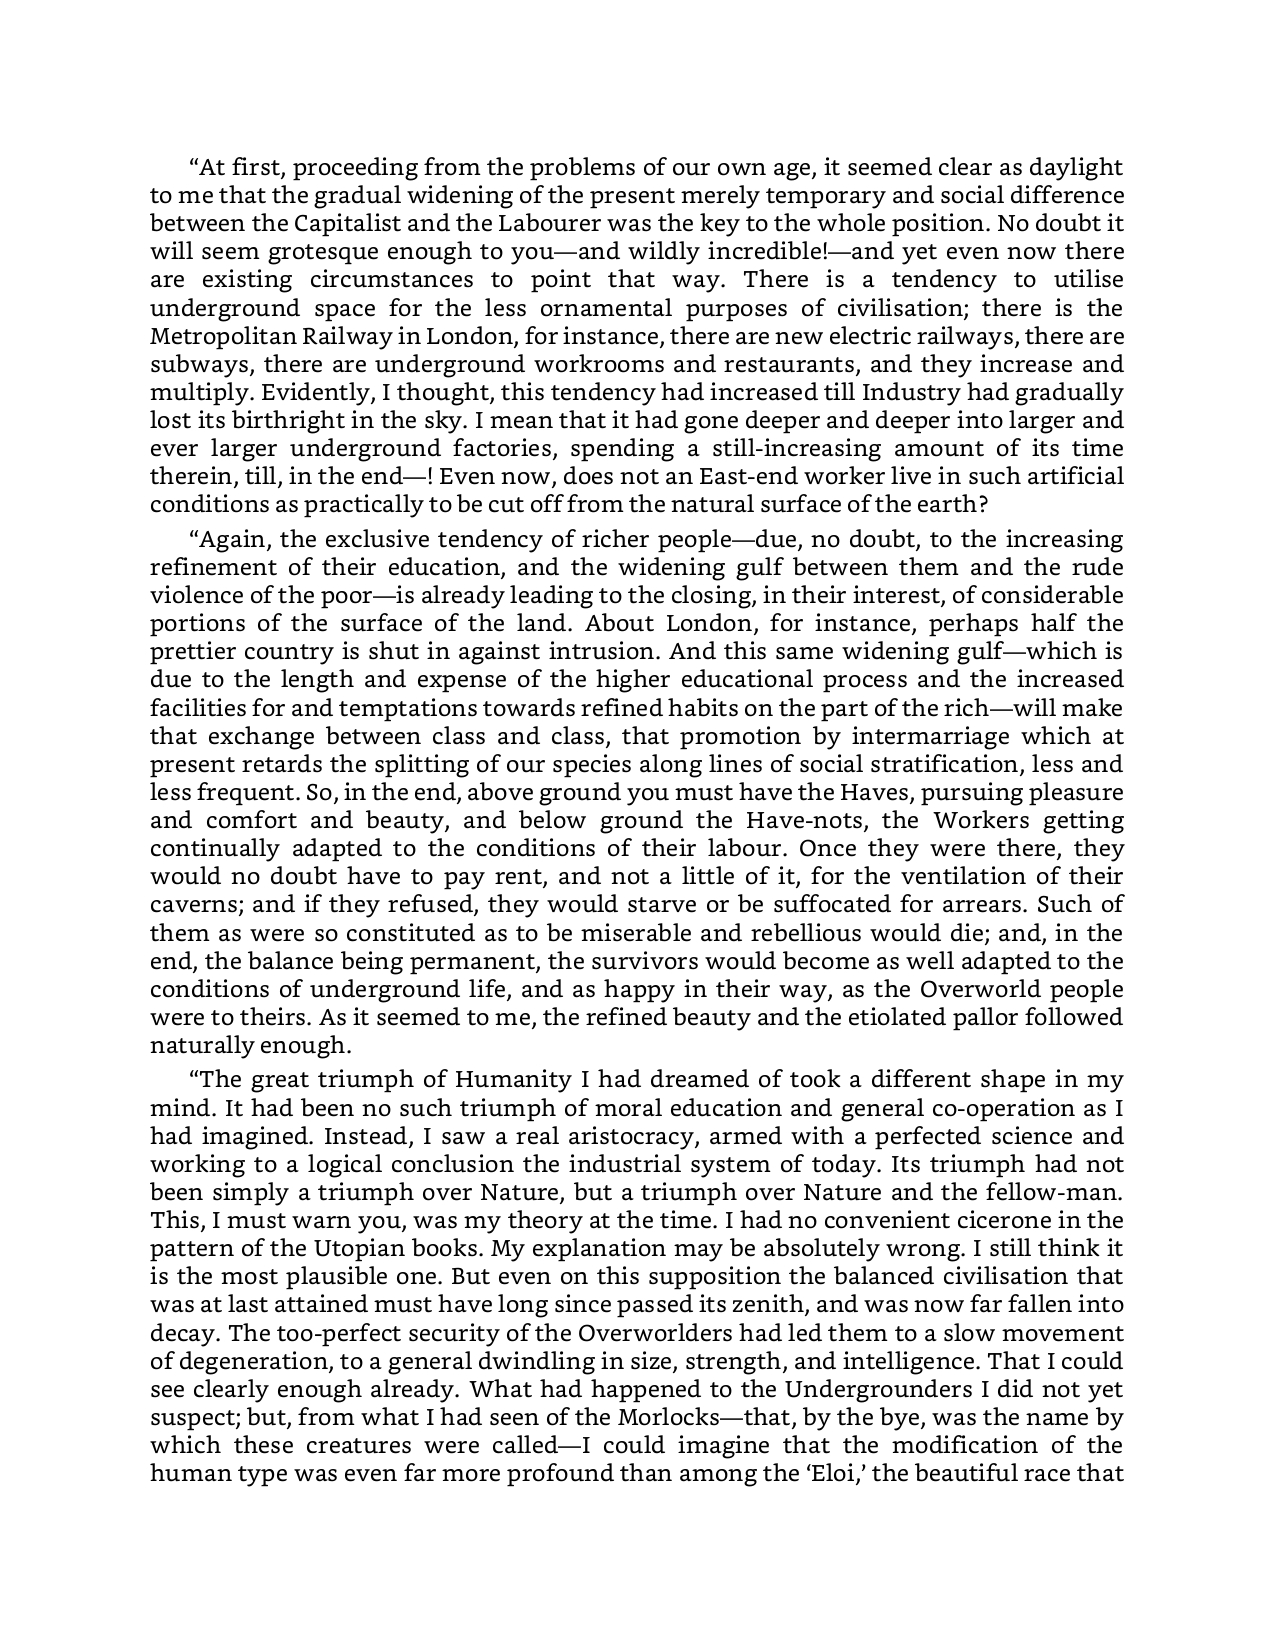 “At first, proceeding from the problems of our own age, it seemed clear as daylight
to me that the gradual widening of the present merely temporary and social difference
between the Capitalist and the Labourer was the key to the whole position. No doubt it
will seem grotesque enough to you—and wildly incredible!—and yet even now there
are existing circumstances to point that way. There is a tendency to utilise
underground space for the less ornamental purposes of civilisation; there is the
Metropolitan Railway in London, for instance, there are new electric railways, there are
subways, there are underground workrooms and restaurants, and they increase and
multiply. Evidently, I thought, this tendency had increased till Industry had gradually
lost its birthright in the sky. I mean that it had gone deeper and deeper into larger and
ever larger underground factories, spending a still-increasing amount of its time
therein, till, in the end—! Even now, does not an East-end worker live in such artificial
conditions as practically to be cut off from the natural surface of the earth?
“Again, the exclusive tendency of richer people—due, no doubt, to the increasing
refinement of their education, and the widening gulf between them and the rude
violence of the poor—is already leading to the closing, in their interest, of considerable
portions of the surface of the land. About London, for instance, perhaps half the
prettier country is shut in against intrusion. And this same widening gulf—which is
due to the length and expense of the higher educational process and the increased
facilities for and temptations towards refined habits on the part of the rich—will make
that exchange between class and class, that promotion by intermarriage which at
present retards the splitting of our species along lines of social stratification, less and
less frequent. So, in the end, above ground you must have the Haves, pursuing pleasure
and comfort and beauty, and below ground the Have-nots, the Workers getting
continually adapted to the conditions of their labour. Once they were there, they
would no doubt have to pay rent, and not a little of it, for the ventilation of their
caverns; and if they refused, they would starve or be suffocated for arrears. Such of
them as were so constituted as to be miserable and rebellious would die; and, in the
end, the balance being permanent, the survivors would become as well adapted to the
conditions of underground life, and as happy in their way, as the Overworld people
were to theirs. As it seemed to me, the refined beauty and the etiolated pallor followed
naturally enough.
“The great triumph of Humanity I had dreamed of took a different shape in my
mind. It had been no such triumph of moral education and general co-operation as I
had imagined. Instead, I saw a real aristocracy, armed with a perfected science and
working to a logical conclusion the industrial system of today. Its triumph had not
been simply a triumph over Nature, but a triumph over Nature and the fellow-man.
This, I must warn you, was my theory at the time. I had no convenient cicerone in the
pattern of the Utopian books. My explanation may be absolutely wrong. I still think it
is the most plausible one. But even on this supposition the balanced civilisation that
was at last attained must have long since passed its zenith, and was now far fallen into
decay. The too-perfect security of the Overworlders had led them to a slow movement
of degeneration, to a general dwindling in size, strength, and intelligence. That I could
see clearly enough already. What had happened to the Undergrounders I did not yet
suspect; but, from what I had seen of the Morlocks—that, by the bye, was the name by
which these creatures were called—I could imagine that the modification of the
human type was even far more profound than among the ‘Eloi,’ the beautiful race that